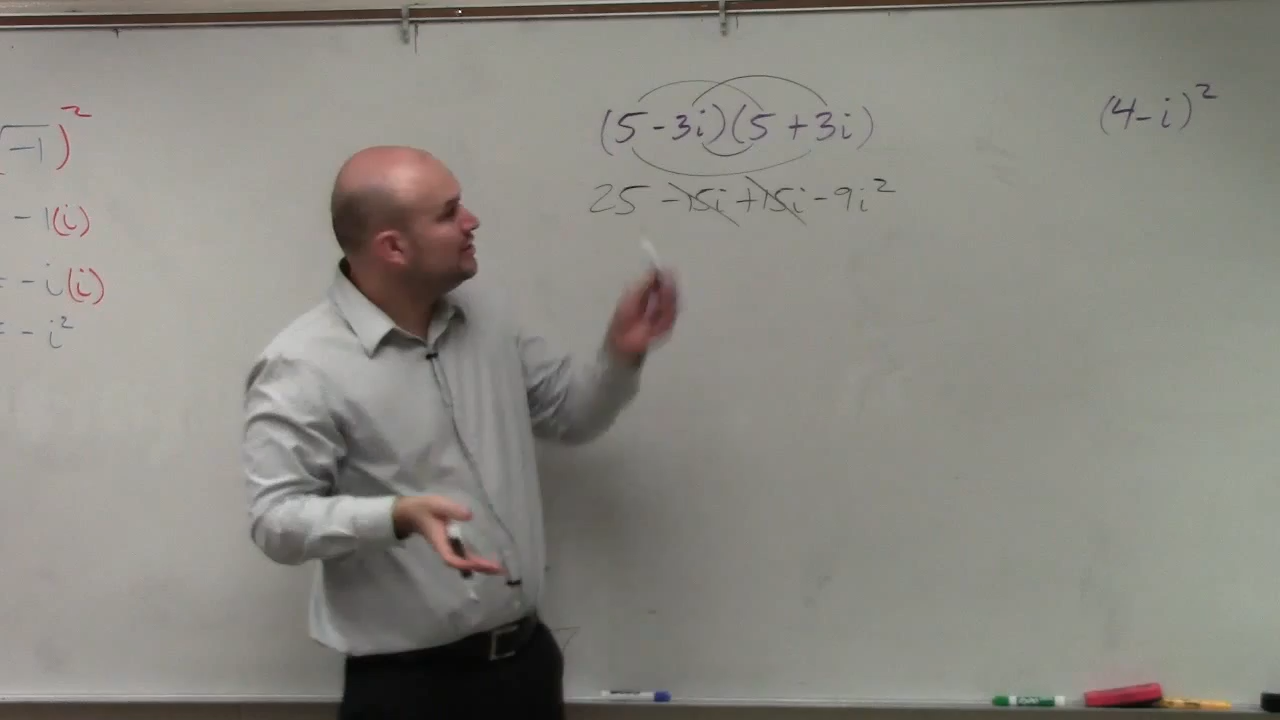 √-1)²
- 1(i)
= - i(i)
= - i²
(5 - 3i)(5 + 3i)
25 - 15i + 15i - 9i²
(4 - i)²